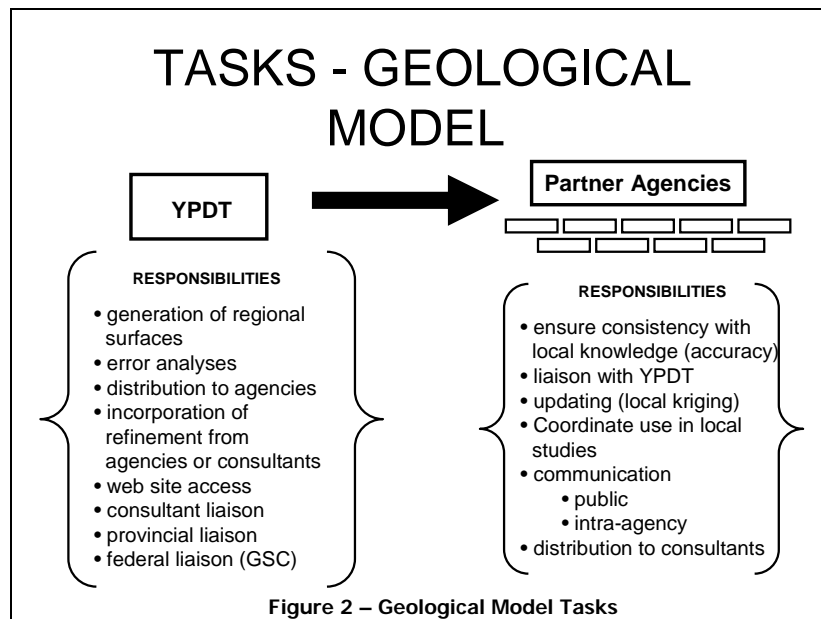 TASKS - GEOLOGICAL
MODEL
YPDT
RESPONSIBILITIES
• generation of regional
surfaces
• error analyses
• distribution to agencies
• incorporation of
refinement from
agencies or consultants
• web site access
• consultant liaison
• provincial liaison
• federal liaison (GSC)
Partner Agencies
RESPONSIBILITIES
• ensure consistency with
local knowledge (accuracy)
• liaison with YPDT
• updating (local kriging)
• Coordinate use in local
studies
• communication
• public
• intra-agency
• distribution to consultants
Figure 2 – Geological Model Tasks